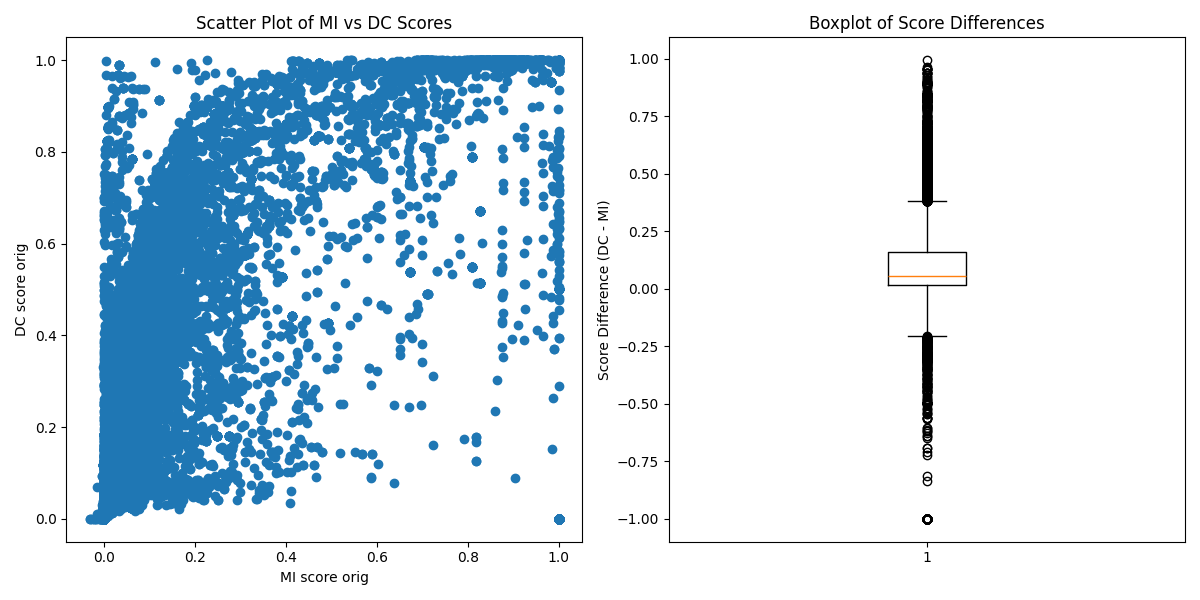 Scatter Plot of MI vs DC Scores
DC score orig
1.0
0.8
0.6
0.4
0.2
0.0
0.0 0.2 0.4 0.6 0.8 1.0
MI score orig
Boxplot of Score Differences
Score Difference (DC - MI)
1.00
0.75
0.50
0.25
0.00
−0.25
−0.50
−0.75
−1.00
1